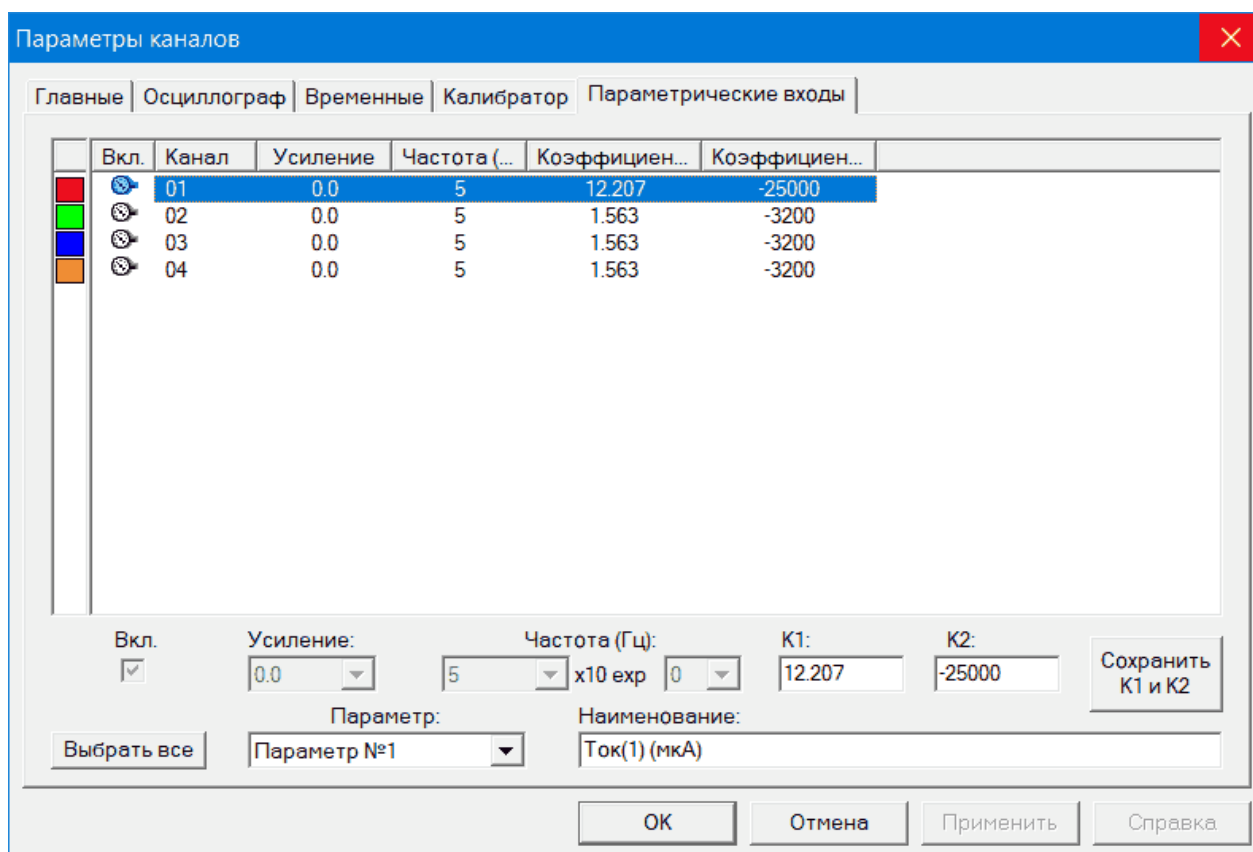 Параметры каналов
Главные Осциллограф Временные Калибратор Параметрические входы
Вкл. Канал Усиление Частота (... Коэффициен... Коэффициен...
01 0.0 5 12.207 -25000
02 0.0 5 1.563 -3200
03 0.0 5 1.563 -3200
04 0.0 5 1.563 -3200
Вкл. Усиление: Частота (Гц): K1: K2:
0.0 5 x10 exp 0 12.207 -25000
Сохранить
K1 и K2
Параметр: Наименование:
Выбрать все Параметр №1 Ток(1) (мкА)
OK Отмена Применить Справка